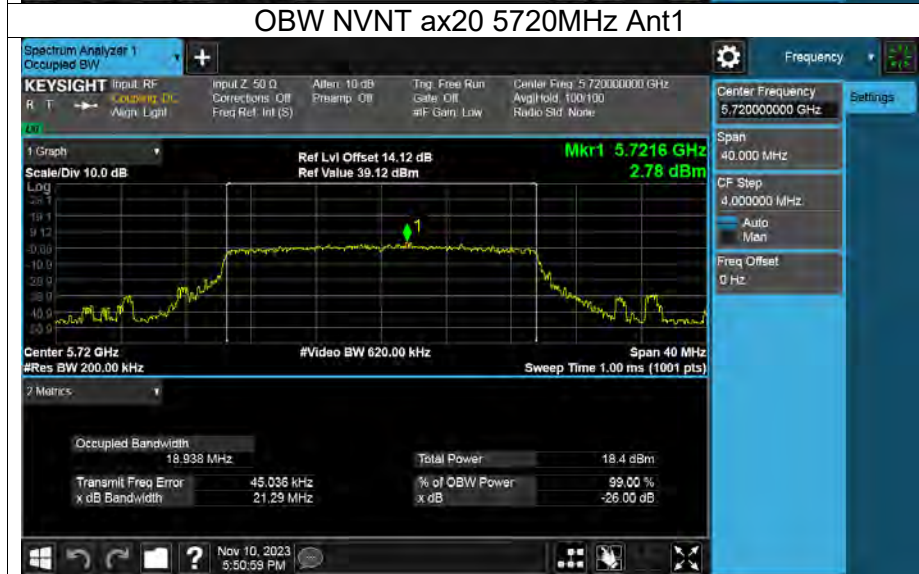 OBW NVNT ax20 5720MHz Ant1
Spectrum Analyzer 1
Occupied BW
+
Frequency
KEYSIGHT
Input: RF
Coupling: DC
Align: Light
R T
Input Z: 50 Ω
Corrections: Off
Freq Ref: Int (S)
Atten: 10 dB
Preamp: Off
Trig: Free Run
Gate: Off
#IF Gain: Low
Center Freq: 5.720000000 GHz
Avg|Hold: 100/100
Radio Std: None
Center Frequency
5.720000000 GHz
Settings
Span
40.000 MHz
CF Step
4.000000 MHz
Auto
Man
Freq Offset
0 Hz
1 Graph
Scale/Div 10.0 dB
Ref Lvl Offset 14.12 dB
Ref Value 39.12 dBm
Mkr1 5.7216 GHz
2.78 dBm
Log
1
Center 5.72 GHz
#Res BW 200.00 kHz
#Video BW 620.00 kHz
Span 40 MHz
Sweep Time 1.00 ms (1001 pts)
2 Metrics
Occupied Bandwidth
18.938 MHz
Total Power 18.4 dBm
Transmit Freq Error 45.036 kHz
% of OBW Power 99.00 %
x dB Bandwidth 21.29 MHz
x dB -26.00 dB
?
Nov 10, 2023
5:50:59 PM